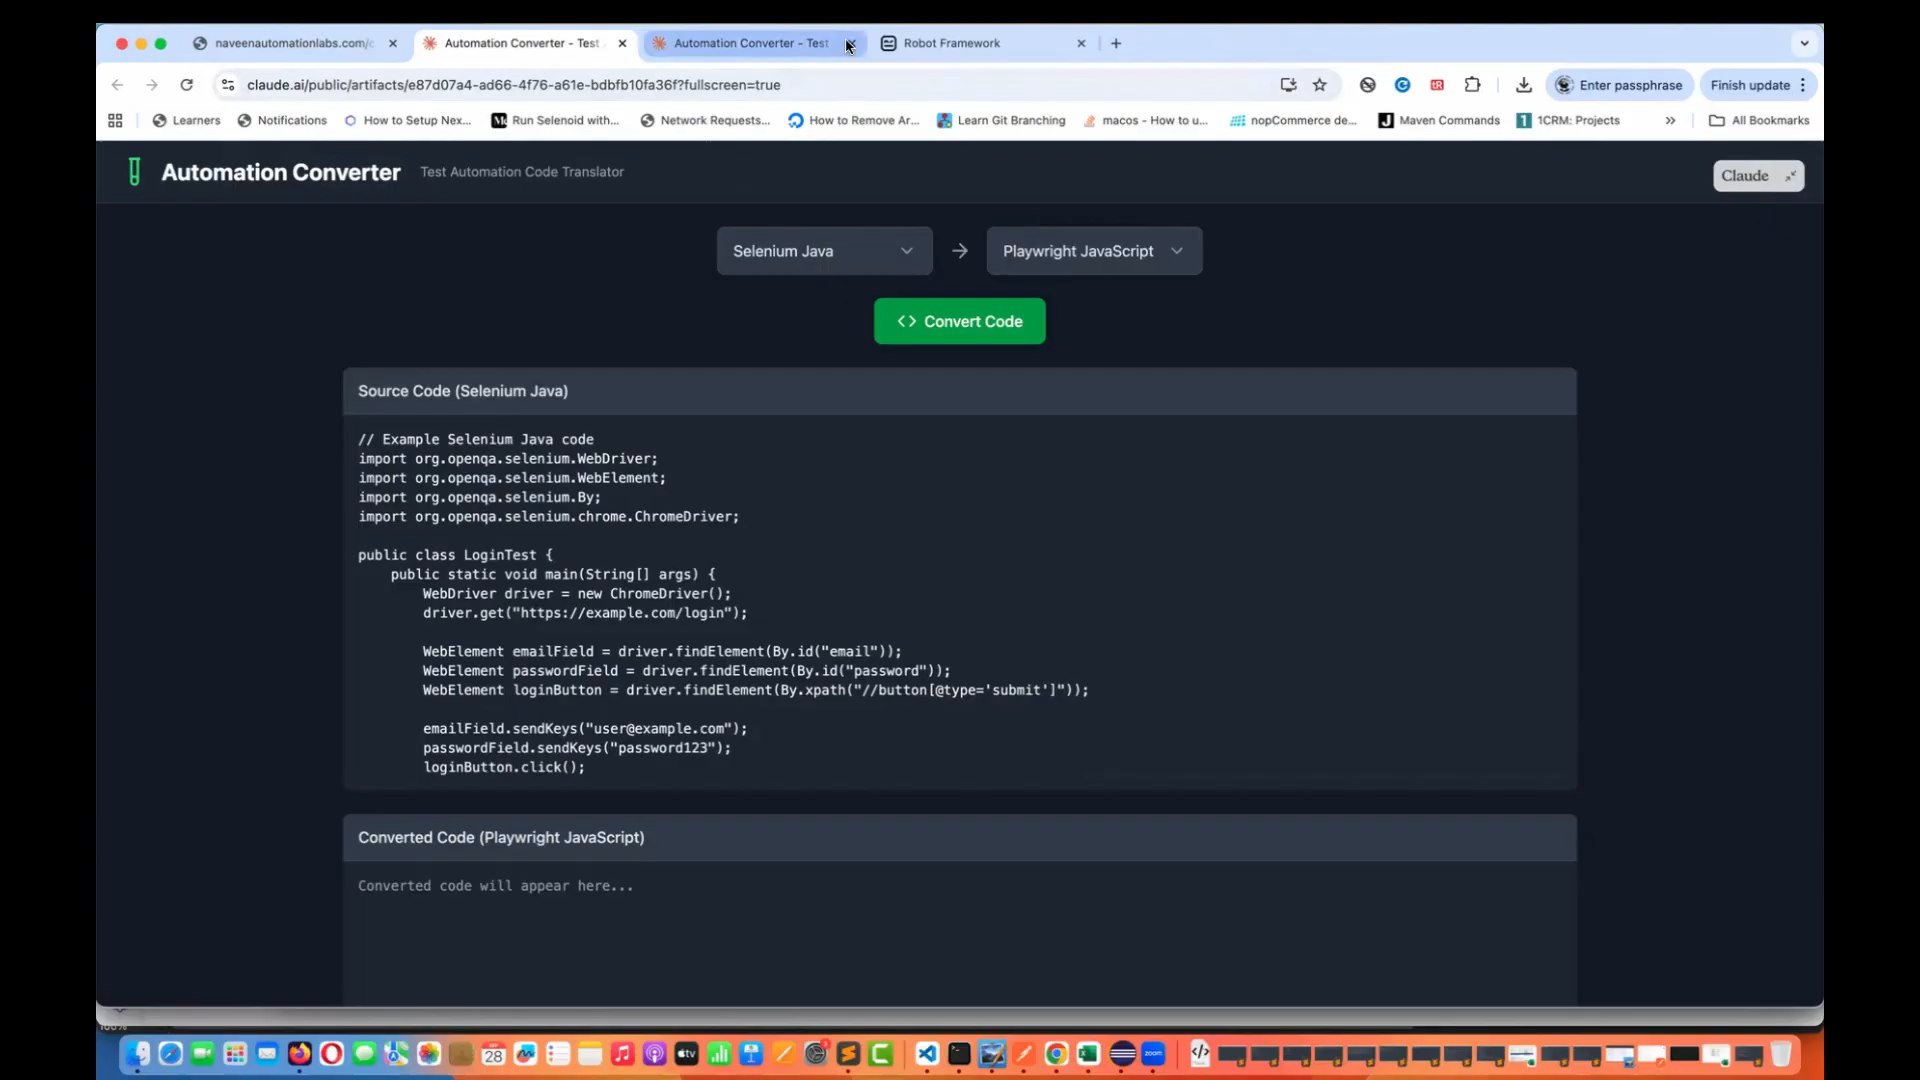 naveenautomationlabs.com/c
Automation Converter - Test
Automation Converter - Test
Robot Framework
claude.ai/public/artifacts/e87d07a4-ad66-4f76-a61e-bdbfb10fa36f?fullscreen=true
Enter passphrase
Finish update
Learners
Notifications
How to Setup Nex...
Run Selenoid with...
Network Requests...
How to Remove Ar...
Learn Git Branching
macos - How to u...
nopCommerce de...
Maven Commands
1CRM: Projects
»
All Bookmarks
Automation Converter
Test Automation Code Translator
Claude
Selenium Java
Playwright JavaScript
<> Convert Code
Source Code (Selenium Java)
// Example Selenium Java code
import org.openqa.selenium.WebDriver;
import org.openqa.selenium.WebElement;
import org.openqa.selenium.By;
import org.openqa.selenium.chrome.ChromeDriver;
public class LoginTest {
public static void main(String[] args) {
WebDriver driver = new ChromeDriver();
driver.get("https://example.com/login");
WebElement emailField = driver.findElement(By.id("email"));
WebElement passwordField = driver.findElement(By.id("password"));
WebElement loginButton = driver.findElement(By.xpath("//button[@type='submit']"));
emailField.sendKeys("user@example.com");
passwordField.sendKeys("password123");
loginButton.click();
Converted Code (Playwright JavaScript)
Converted code will appear here...
100%
28
tv
zoom